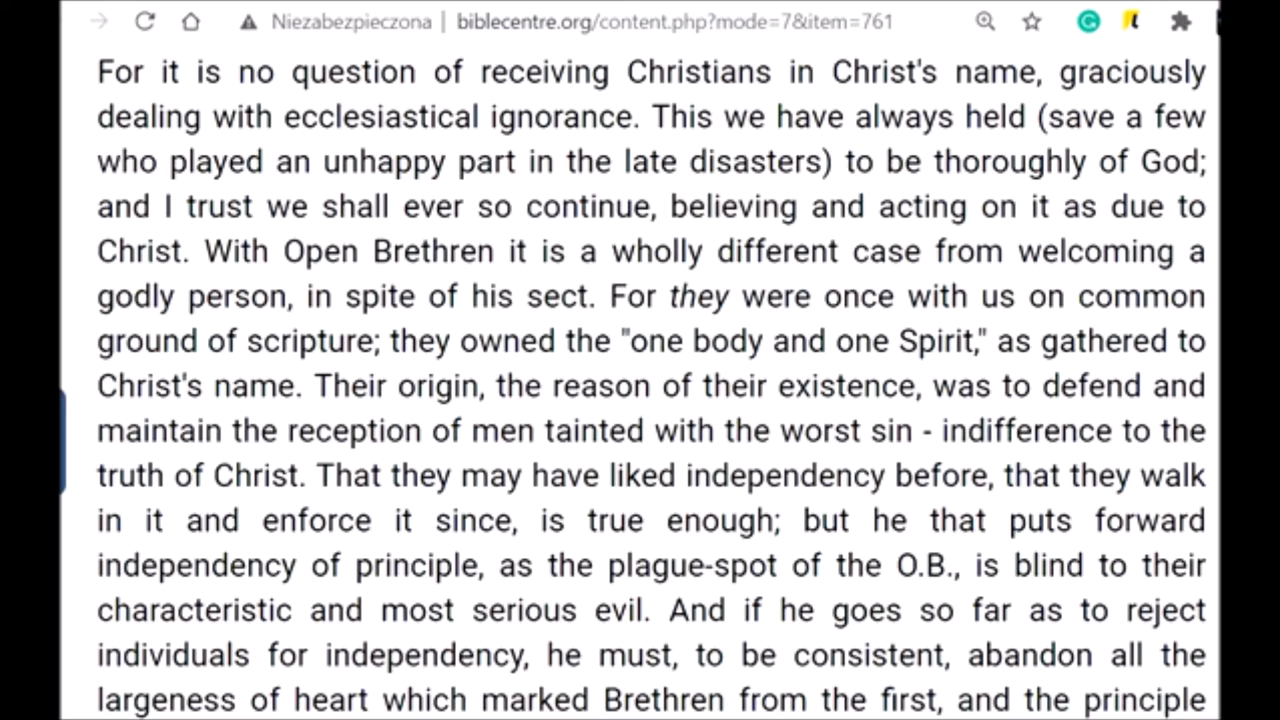 Niezabezpieczona | biblecentre.org/content.php?mode=7&item=761
For it is no question of receiving Christians in Christ's name, graciously
dealing with ecclesiastical ignorance. This we have always held (save a few
who played an unhappy part in the late disasters) to be thoroughly of God;
and I trust we shall ever so continue, believing and acting on it as due to
Christ. With Open Brethren it is a wholly different case from welcoming a
godly person, in spite of his sect. For they were once with us on common
ground of scripture; they owned the "one body and one Spirit," as gathered to
Christ's name. Their origin, the reason of their existence, was to defend and
maintain the reception of men tainted with the worst sin - indifference to the
truth of Christ. That they may have liked independency before, that they walk
in it and enforce it since, is true enough; but he that puts forward
independency of principle, as the plague-spot of the O.B., is blind to their
characteristic and most serious evil. And if he goes so far as to reject
individuals for independency, he must, to be consistent, abandon all the
largeness of heart which marked Brethren from the first, and the principle